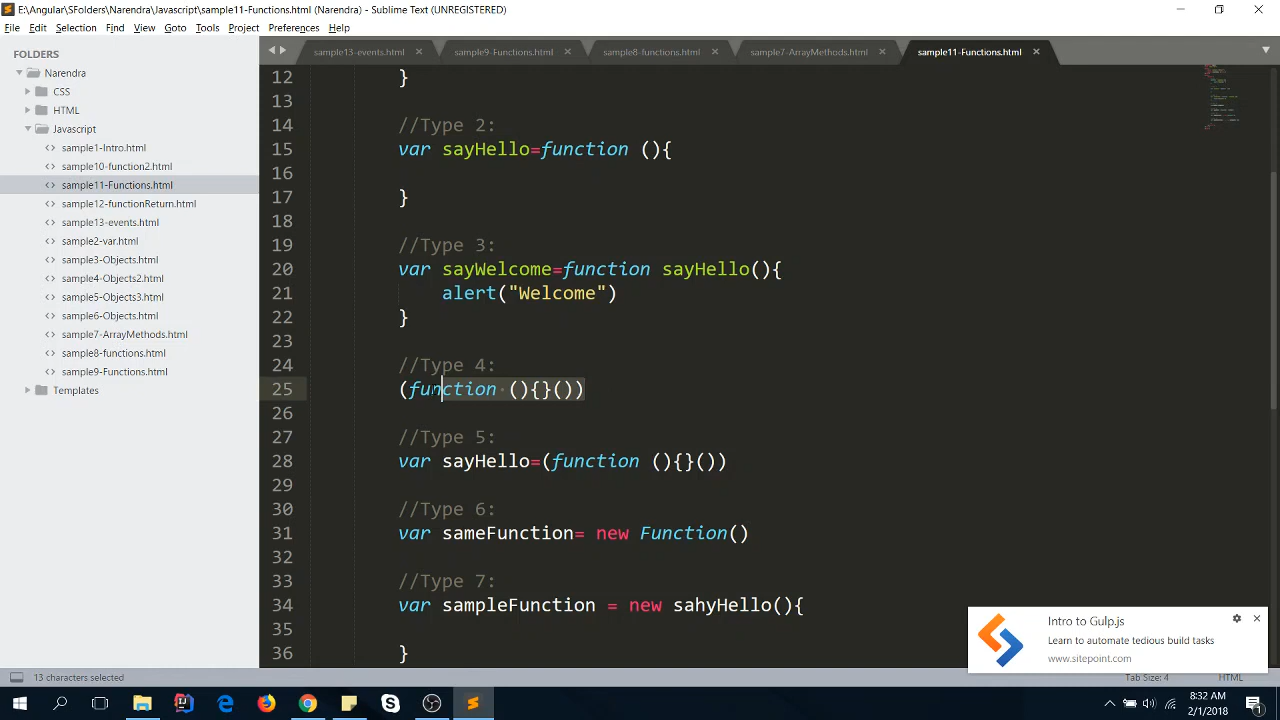 E:\Angular\SFolders\Narendra\Javascript\sample11-Functions.html (Narendra) - Sublime Text (UNREGISTERED)
File Edit Selection Find View Goto Tools Project Preferences Help
FOLDERS
Narendra
CSS
HTML
Javascript
sample1-Intro.html
sample10-function2.html
sample11-Functions.html
sample12-functionReturn.html
sample13-events.html
sample2-var.html
sample3-Objects.html
sample4-Objects2.html
sample5-Objects3.html
sample6-Objects.html
sample7-ArrayMethods.html
sample8-functions.html
sample9-Functions.html
Templates
sample13-events.html sample9-Functions.html sample8-functions.html sample7-ArrayMethods.html sample11-Functions.html
12 }
13
14 //Type 2:
15 var sayHello=function (){
16
17 }
18
19 //Type 3:
20 var sayWelcome=function sayHello(){
21 alert("Welcome")
22 }
23
24 //Type 4:
25 (function (){}())
26
27 //Type 5:
28 var sayHello=(function (){}())
29
30 //Type 6:
31 var sameFunction= new Function()
32
33 //Type 7:
34 var sampleFunction = new sahyHello(){
35
36 }
Intro to Gulp.js
Learn to automate tedious build tasks
www.sitepoint.com
13 characters selected
Tab Size: 4 HTML
8:32 AM
2/1/2018